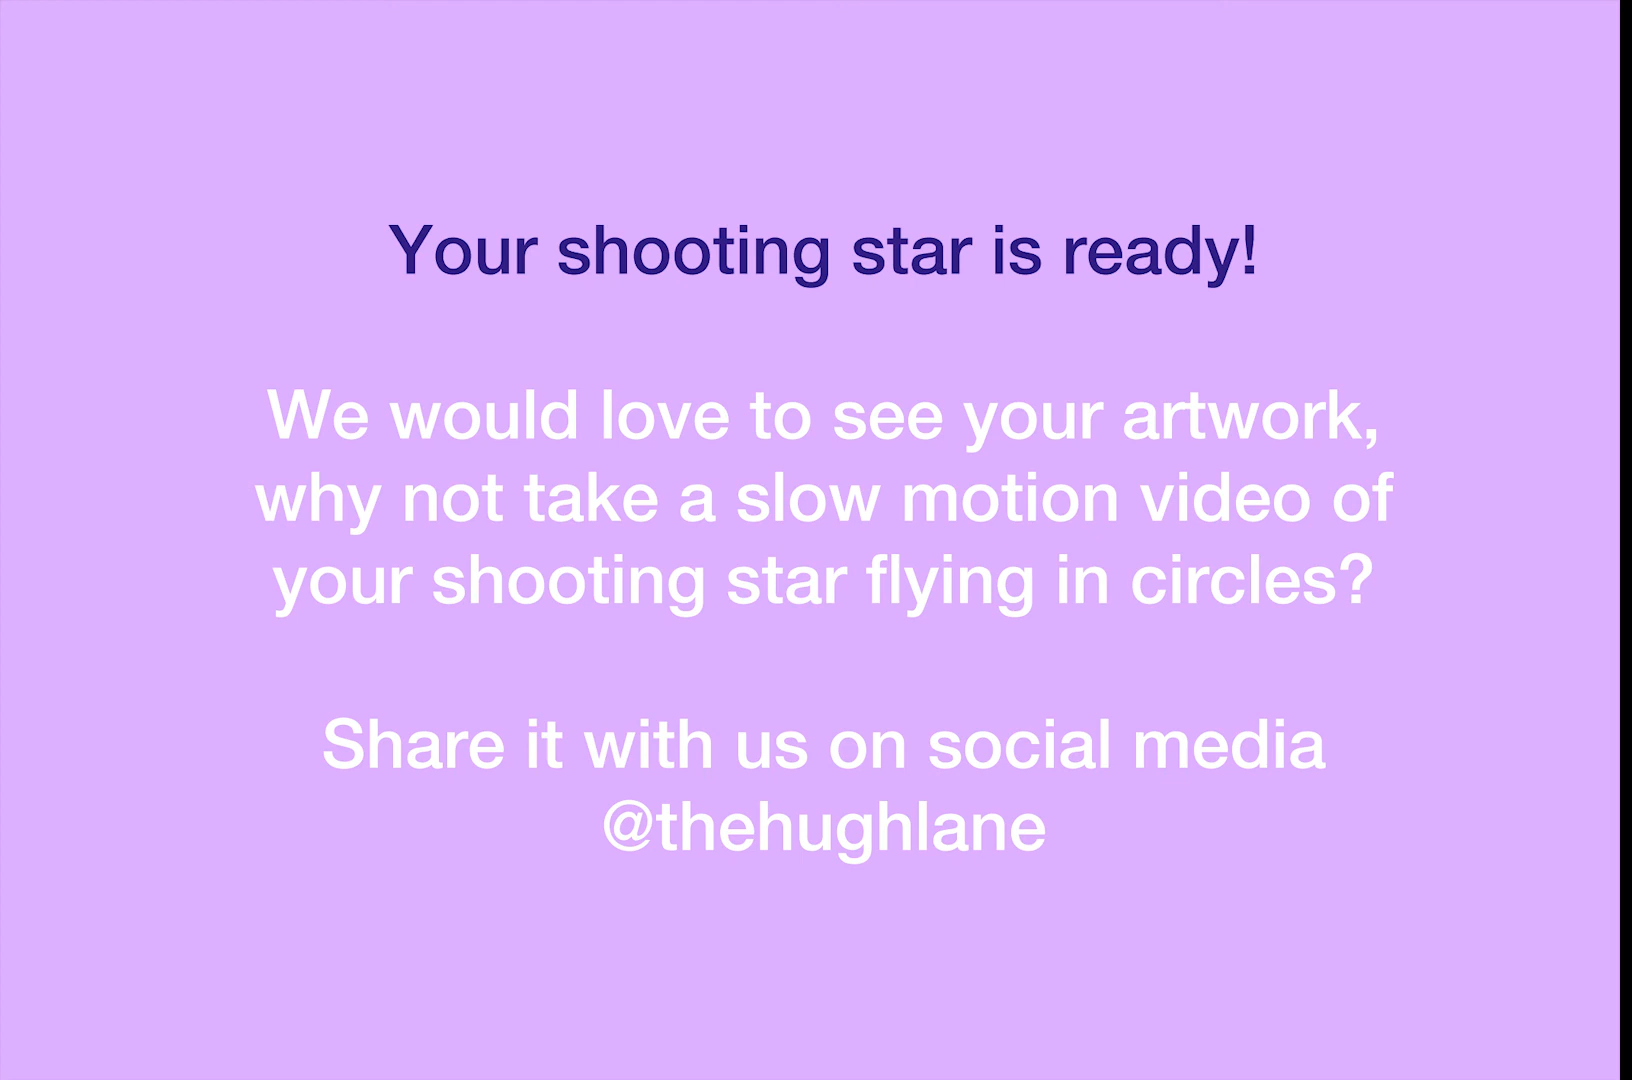 Your shooting star is ready!
We would love to see your artwork,
why not take a slow motion video of
your shooting star flying in circles?
Share it with us on social media
@thehughlane